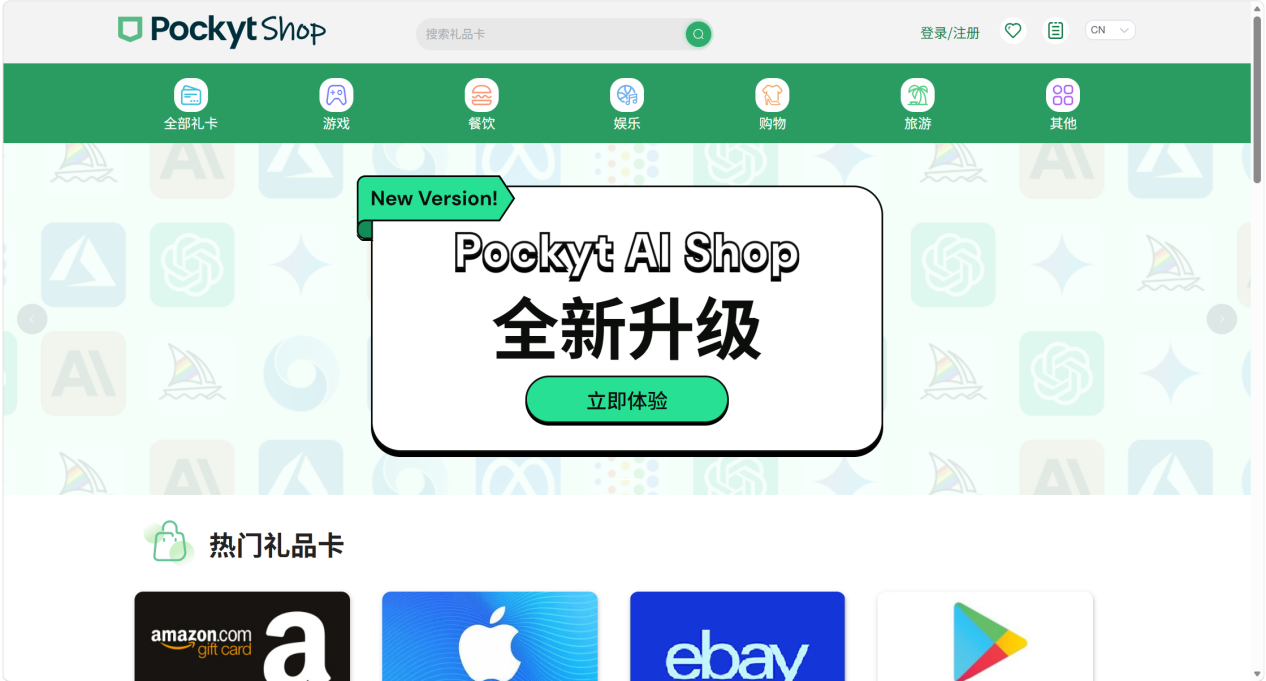 Pockyt Shop
搜索礼品卡
登录/注册
CN
全部礼卡
游戏
餐饮
娱乐
购物
旅游
其他
New Version!
Pockyt AI Shop
全新升级
立即体验
热门礼品卡
amazon.com
gift card
a
ebay